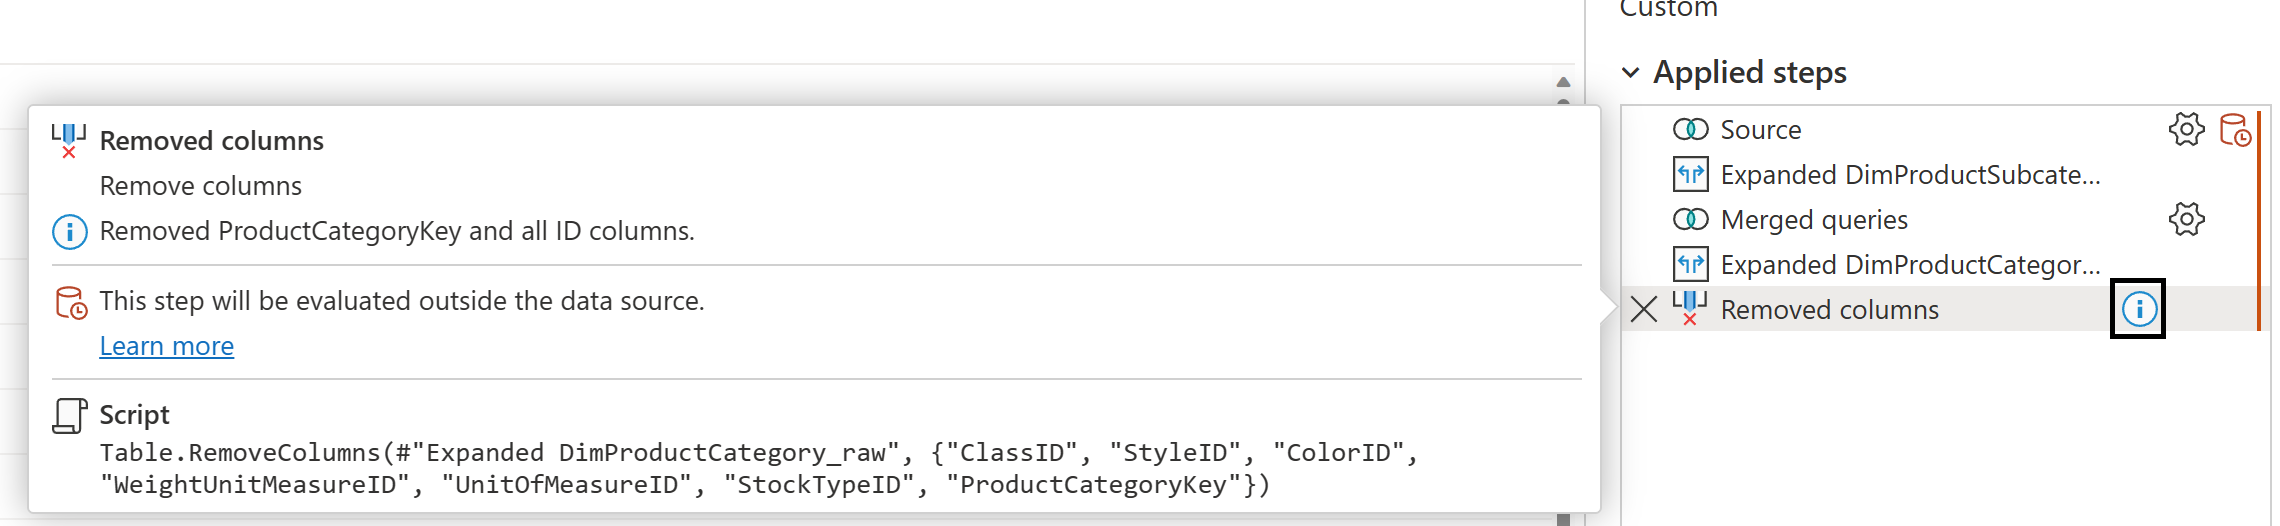 Custom
Applied steps
Removed columns
Remove columns
Removed ProductCategoryKey and all ID columns.
This step will be evaluated outside the data source.
Learn more
Script
Table.RemoveColumns(#"Expanded DimProductCategory_raw", {"ClassID", "StyleID", "ColorID",
"WeightUnitMeasureID", "UnitOfMeasureID", "StockTypeID", "ProductCategoryKey"})
Source
Expanded DimProductSubcate...
Merged queries
Expanded DimProductCategor...
Removed columns